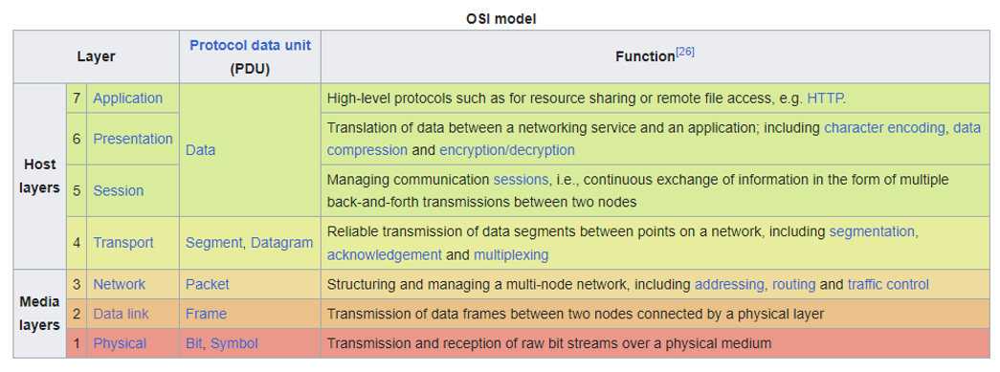 OSI model
Layer
Protocol data unit
(PDU)
Function[26]
Host
layers
7 Application
Data
High-level protocols such as for resource sharing or remote file access, e.g. HTTP.
6 Presentation
Translation of data between a networking service and an application; including character encoding, data
compression and encryption/decryption
5 Session
Managing communication sessions, i.e., continuous exchange of information in the form of multiple
back-and-forth transmissions between two nodes
4 Transport
Segment, Datagram
Reliable transmission of data segments between points on a network, including segmentation,
acknowledgement and multiplexing
Media
layers
3 Network
Packet
Structuring and managing a multi-node network, including addressing, routing and traffic control
2 Data link
Frame
Transmission of data frames between two nodes connected by a physical layer
1 Physical
Bit, Symbol
Transmission and reception of raw bit streams over a physical medium